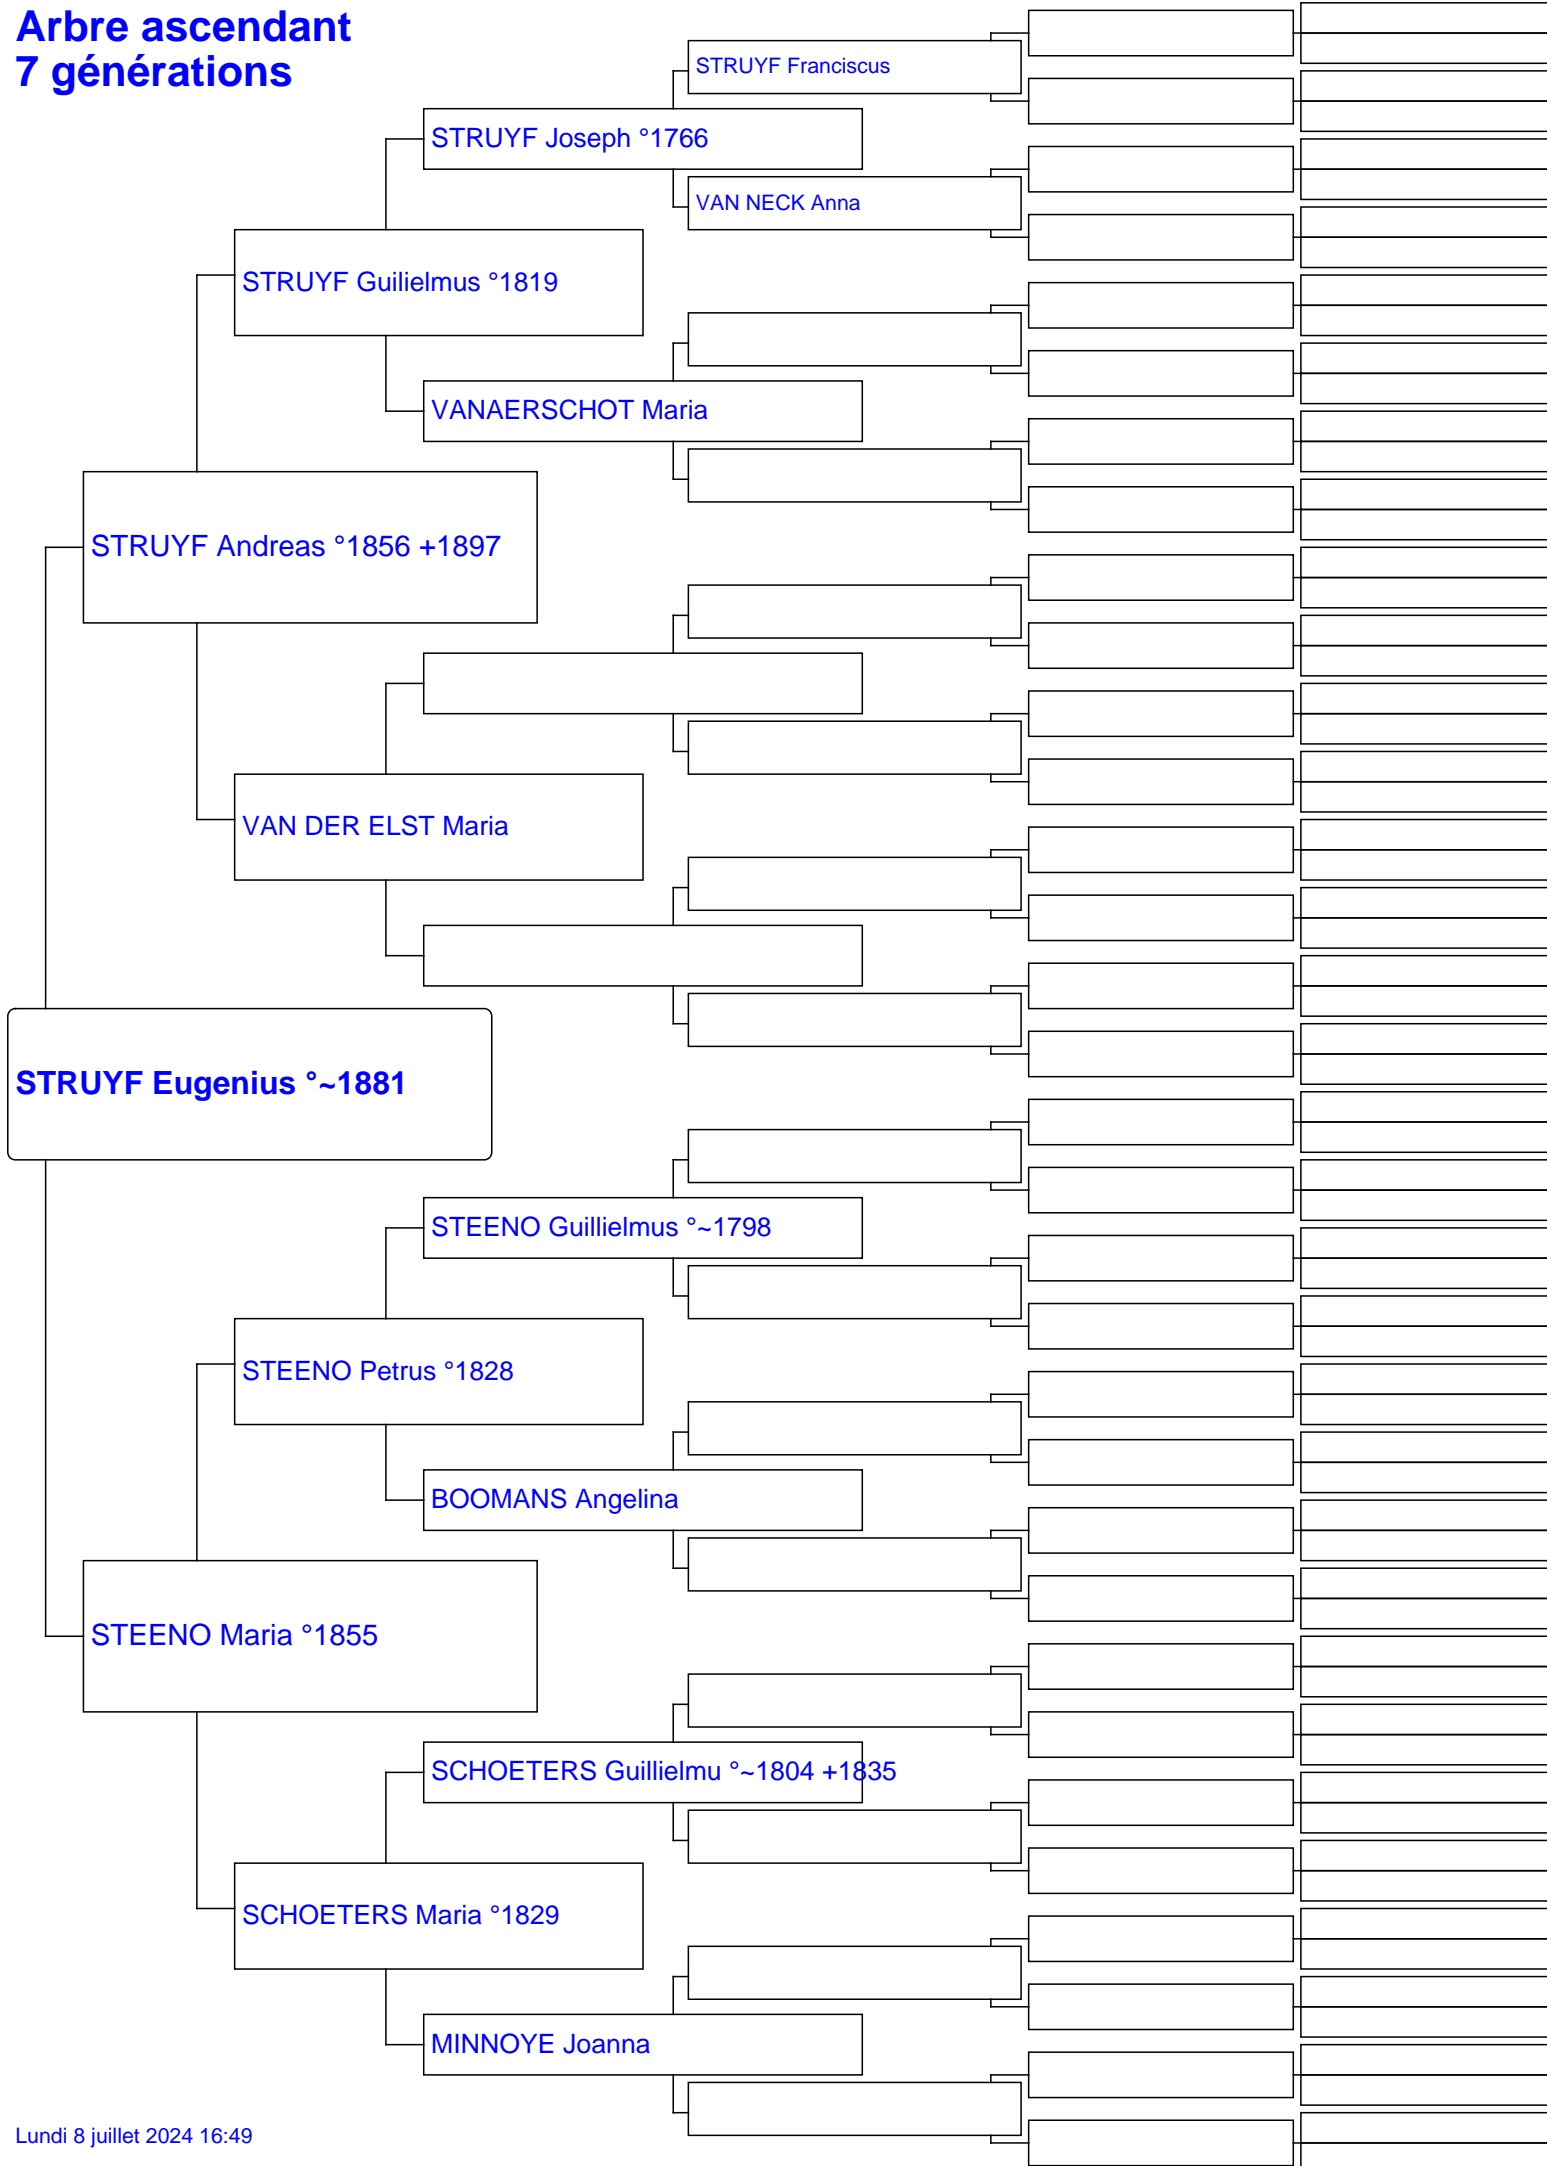 Arbre ascendant
7 générations
STRUYF Franciscus
STRUYF Joseph °1766
VAN NECK Anna
STRUYF Guilielmus °1819
VANAERSCHOT Maria
STRUYF Andreas °1856 +1897
VAN DER ELST Maria
STRUYF Eugenius °~1881
STEENO Guillielmus °~1798
STEENO Petrus °1828
BOOMANS Angelina
STEENO Maria °1855
SCHOETERS Guillielmu °~1804 +1835
SCHOETERS Maria °1829
MINNOYE Joanna
Lundi 8 juillet 2024 16:49